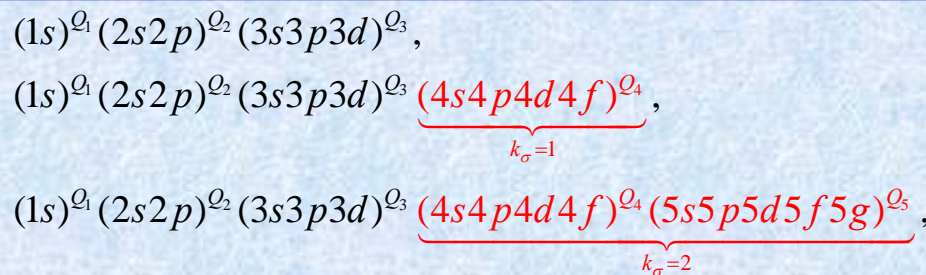 (1s)^{Q_1}(2s2p)^{Q_2}(3s3p3d)^{Q_3},
(1s)^{Q_1}(2s2p)^{Q_2}(3s3p3d)^{Q_3}(4s4p4d4f)^{Q_4},
k_σ=1
(1s)^{Q_1}(2s2p)^{Q_2}(3s3p3d)^{Q_3}(4s4p4d4f)^{Q_4}(5s5p5d5f5g)^{Q_5},
k_σ=2